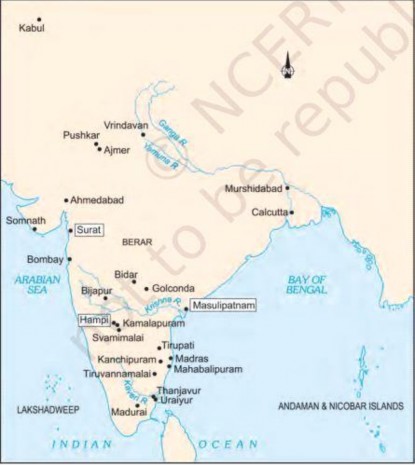 Kabul
N
© NCERT
not to be republ
Vrindavan
Ganga R.
Yamuna R.
Pushkar
Ajmer
Murshidabad
Ahmedabad
Calcutta
Somnath
Surat
BERAR
Bombay
ARABIAN
SEA
Bidar
Golconda
Bijapur
Krishna R.
Masulipatnam
BAY OF
BENGAL
Hampi
Kamalapuram
Svamimalai
Tirupati
Kanchipuram
Madras
Mahabalipuram
Tiruvannamalai
Kaveri R.
Thanjavur
Uraiyur
Madurai
LAKSHADWEEP
ANDAMAN & NICOBAR ISLANDS
INDIAN OCEAN